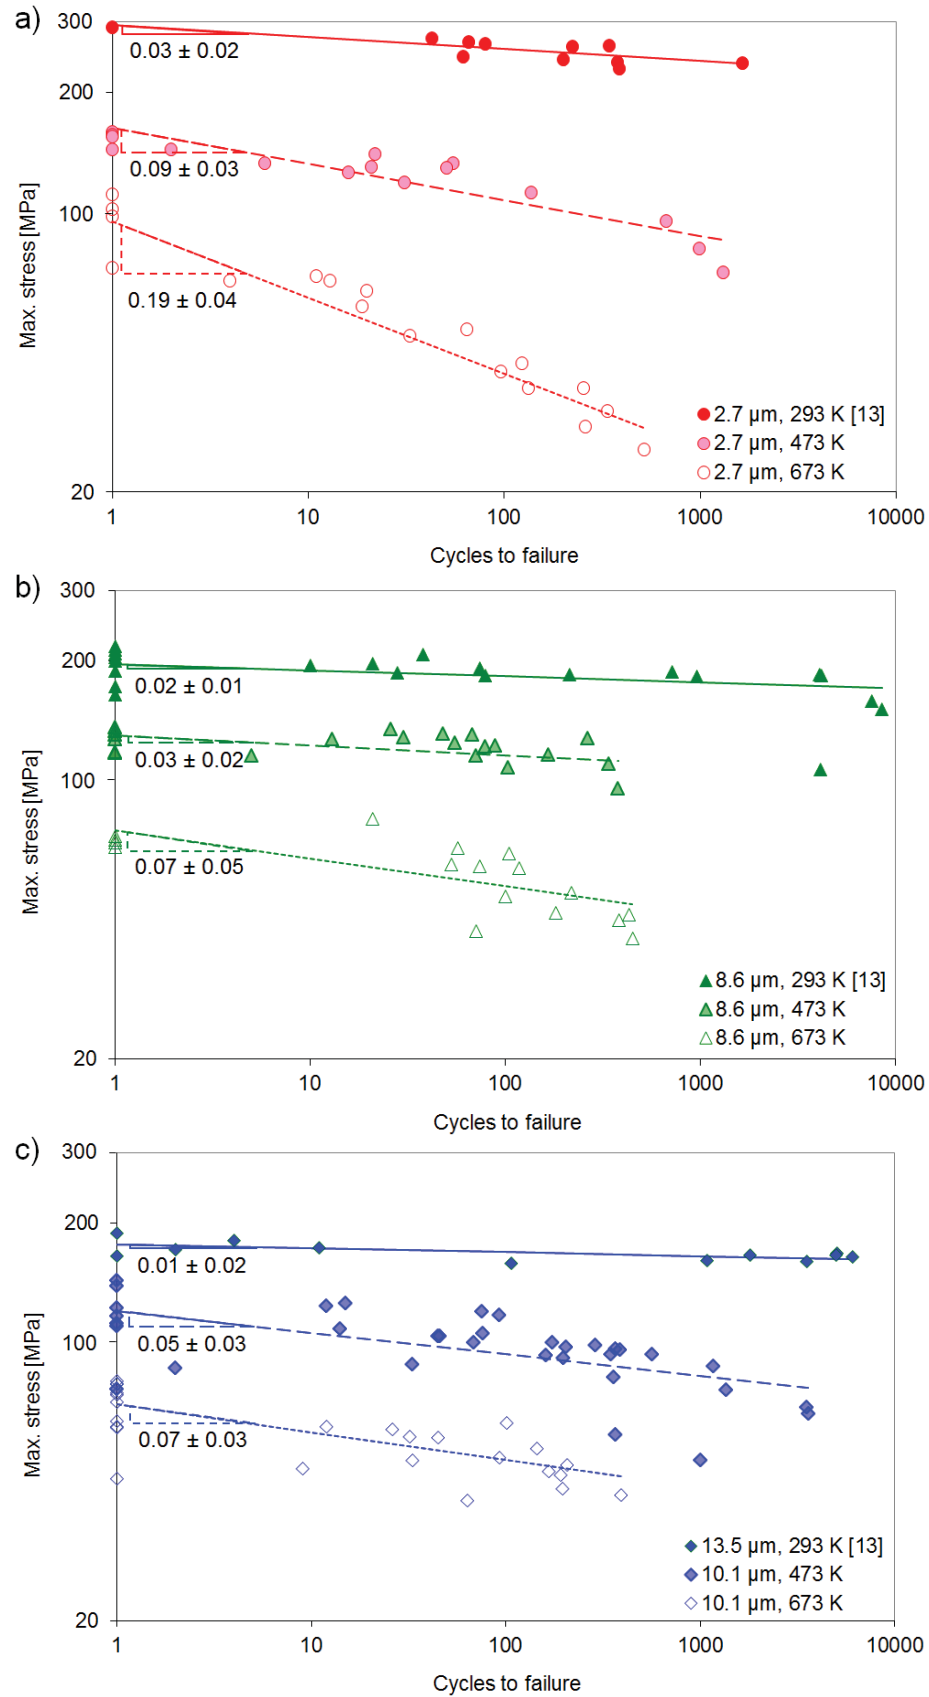 a)
300
200
100
20
Max. stress [MPa]
0.03 ± 0.02
0.09 ± 0.03
0.19 ± 0.04
2.7 µm, 293 K [13]
2.7 µm, 473 K
2.7 µm, 673 K
1 10 100 1000 10000
Cycles to failure
b)
300
200
100
20
Max. stress [MPa]
0.02 ± 0.01
0.03 ± 0.02
0.07 ± 0.05
8.6 µm, 293 K [13]
8.6 µm, 473 K
8.6 µm, 673 K
1 10 100 1000 10000
Cycles to failure
c)
300
200
100
20
Max. stress [MPa]
0.01 ± 0.02
0.05 ± 0.03
0.07 ± 0.03
13.5 µm, 293 K [13]
10.1 µm, 473 K
10.1 µm, 673 K
1 10 100 1000 10000
Cycles to failure